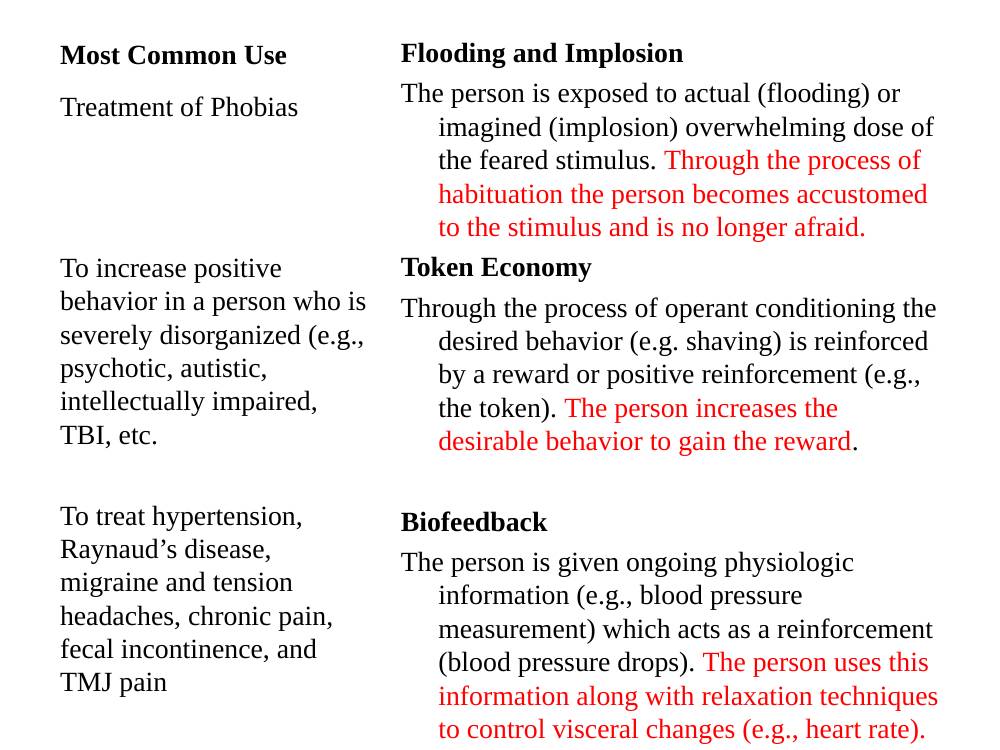 Most Common Use
Treatment of Phobias
Flooding and Implosion
The person is exposed to actual (flooding) or
imagined (implosion) overwhelming dose of
the feared stimulus. Through the process of
habituation the person becomes accustomed
to the stimulus and is no longer afraid.
To increase positive
behavior in a person who is
severely disorganized (e.g.,
psychotic, autistic,
intellectually impaired,
TBI, etc.
Token Economy
Through the process of operant conditioning the
desired behavior (e.g. shaving) is reinforced
by a reward or positive reinforcement (e.g.,
the token). The person increases the
desirable behavior to gain the reward.
To treat hypertension,
Raynaud’s disease,
migraine and tension
headaches, chronic pain,
fecal incontinence, and
TMJ pain
Biofeedback
The person is given ongoing physiologic
information (e.g., blood pressure
measurement) which acts as a reinforcement
(blood pressure drops). The person uses this
information along with relaxation techniques
to control visceral changes (e.g., heart rate).